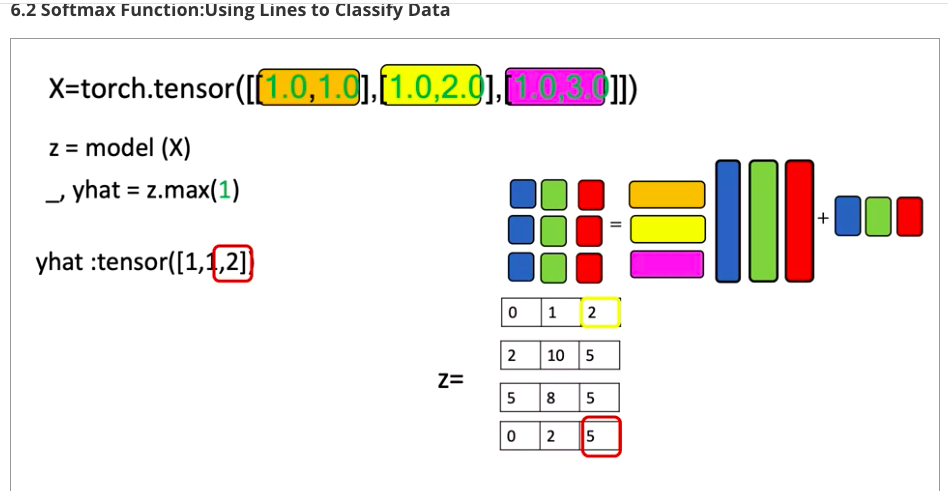 6.2 Softmax Function:Using Lines to Classify Data
X=torch.tensor([[1.0,1.0],[1.0,2.0],[1.0,3.0]])
z = model (X)
_, yhat = z.max(1)
yhat :tensor([1,1,2])
= +
0 1 2
2 10 5
z=
5 8 5
0 2 5